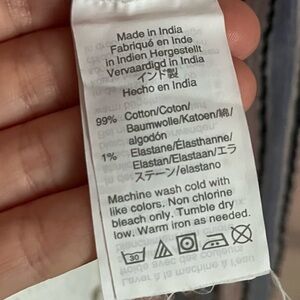 Made in India
Fabriqué en Inde
in Indien Hergestellt
Vervaardigd in India
インド製
Hecho en India
99% Cotton/Coton/
Baumwolle/Katoen/綿/
algodón
1% Elastane/Élasthanne/
Elastan/Elastaan/エラ
ステーン/elastano
Machine wash cold with
like colors. Non chlorine
bleach only. Tumble dry
low. Warm iron as needed.
30